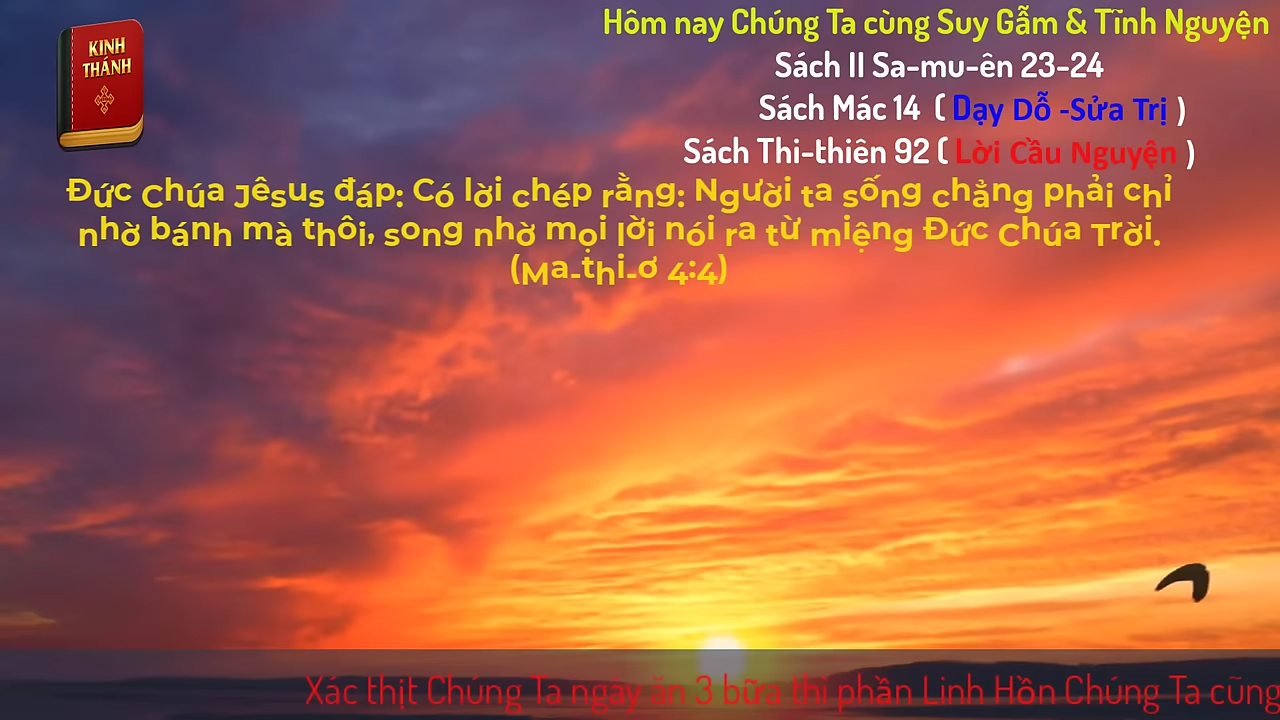 KINH
THÁNH
Hôm nay Chúng Ta cùng Suy Gẫm & Tĩnh Nguyện
Sách II Sa-mu-ên 23-24
Sách Mác 14 ( Dạy Dỗ -Sửa Trị )
Sách Thi-thiên 92 ( Lời Cầu Nguyện )
Đức Chúa Jêsus đáp: Có lời chép rằng: Người ta sống chẳng phải chỉ
nhờ bánh mà thôi, song nhờ mọi lời nói ra từ miệng Đức Chúa Trời.
(Ma-thi-ơ 4:4)
Xác thịt Chúng Ta ngày ăn 3 bữa thì phần Linh Hồn Chúng Ta cũng